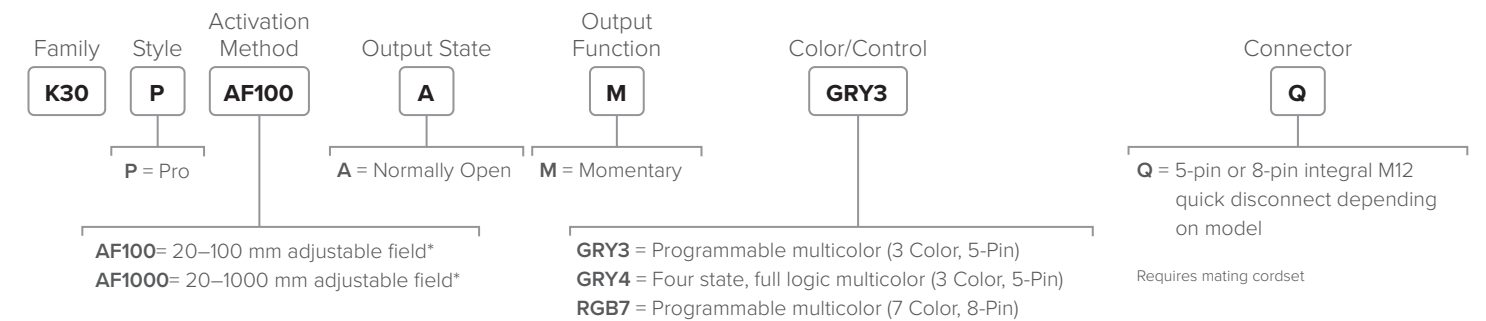 Family
Style
Activation
Method
Output State
Output
Function
Color/Control
Connector
K30
P
AF100
A
M
GRY3
Q
P = Pro
A = Normally Open
M = Momentary
Q = 5-pin or 8-pin integral M12
quick disconnect depending
on model
AF100= 20–100 mm adjustable field*
AF1000= 20–1000 mm adjustable field*
GRY3 = Programmable multicolor (3 Color, 5-Pin)
GRY4 = Four state, full logic multicolor (3 Color, 5-Pin)
RGB7 = Programmable multicolor (7 Color, 8-Pin)
Requires mating cordset